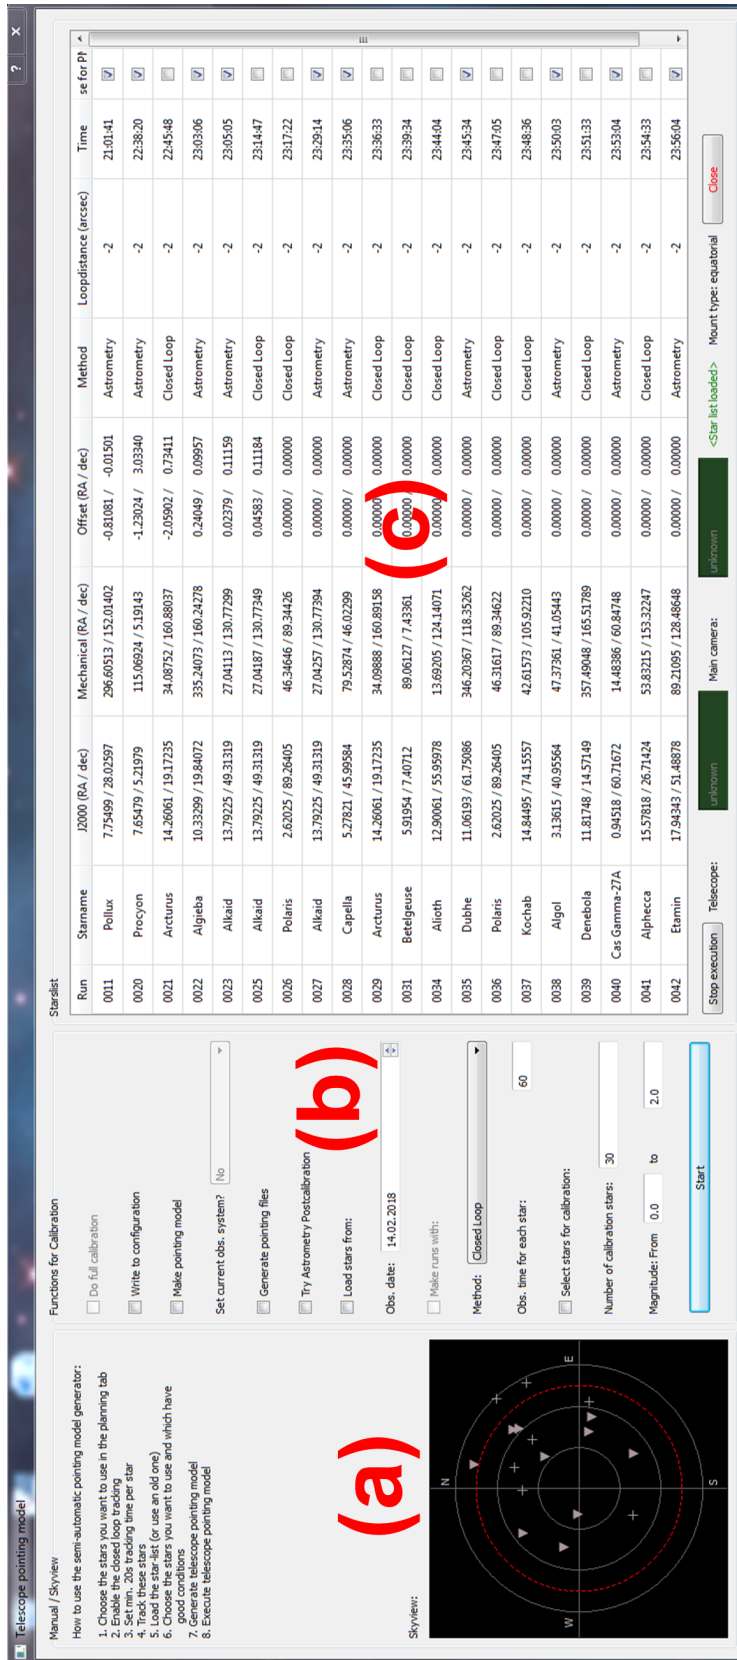 Telescope pointing model
? x
Manual / Skyview
How to use the semi-automatic pointing model generator:
1. Choose the stars you want to use in the planning tab
2. Enable the closed loop tracking
3. Set min. 20s tracking time per star
4. Track these stars
5. Load the star-list (or use an old one)
6. Choose the stars you want to use and which have
good conditions
7. Generate telescope pointing model
8. Execute telescope pointing model
(a)
Skyview:
N
W E
S
Functions for Calibration
Do full calibration
Write to configuration
Make pointing model
Set current obs. system? No
Generate pointing files
Try Astrometry Postcalibration
(b)
Load stars from:
Obs. date: 14.02.2018
Make runs with:
Method: Closed Loop
Obs. time for each star: 60
Select stars for calibration:
Number of calibration stars: 30
Magnitude: From 0.0 to 2.0
Start
Starslist
Run Starname J2000 (RA / dec) Mechanical (RA / dec) Offset (RA / dec) Method Loopdistance (arcsec) Time se for PM
0011 Pollux 7.75499 / 28.02597 296.60513 / 152.01402 -0.81081 / -0.01501 Astrometry -2 21:01:41
0020 Procyon 7.65479 / 5.21979 115.06924 / 5.19143 -1.23024 / 3.03340 Astrometry -2 22:38:20
0021 Arcturus 14.26061 / 19.17235 34.08752 / 160.88037 -2.05902 / 0.73411 Closed Loop -2 22:45:48
0022 Algieba 10.33299 / 19.84072 335.24073 / 160.24278 0.24049 / 0.09957 Astrometry -2 23:03:06
0023 Alkaid 13.79225 / 49.31319 27.04113 / 130.77299 0.02379 / 0.11159 Astrometry -2 23:05:05
0025 Alkaid 13.79225 / 49.31319 27.04187 / 130.77349 0.04583 / 0.11184 Closed Loop -2 23:14:47
0026 Polaris 2.62025 / 89.26405 46.34646 / 89.34426 0.00000 / 0.00000 Closed Loop -2 23:17:22
0027 Alkaid 13.79225 / 49.31319 27.04257 / 130.77394 0.00000 / 0.00000 Astrometry -2 23:29:14
0028 Capella 5.27821 / 45.99584 79.52874 / 46.02299 0.00000 / 0.00000 Astrometry -2 23:35:06
0029 Arcturus 14.26061 / 19.17235 34.09888 / 160.89158 0.00000 / 0.00000 Closed Loop -2 23:36:33
0031 Betelgeuse 5.91954 / 7.40712 89.06127 / 7.43361 0.00000 / 0.00000 Closed Loop -2 23:39:34
0034 Alioth 12.90061 / 55.95978 13.69205 / 124.14071 0.00000 / 0.00000 Closed Loop -2 23:44:04
0035 Dubhe 11.06193 / 61.75086 346.20367 / 118.35262 0.00000 / 0.00000 Astrometry -2 23:45:34
0036 Polaris 2.62025 / 89.26405 46.31617 / 89.34622 0.00000 / 0.00000 Closed Loop -2 23:47:05
0037 Kochab 14.84495 / 74.15557 42.61573 / 105.92210 0.00000 / 0.00000 Closed Loop -2 23:48:36
0038 Algol 3.13615 / 40.95564 47.37361 / 41.05443 0.00000 / 0.00000 Astrometry -2 23:50:03
0039 Denebola 11.81748 / 14.57149 357.49048 / 165.51789 0.00000 / 0.00000 Closed Loop -2 23:51:33
0040 Cas Gamma-27A 0.94518 / 60.71672 14.48386 / 60.84748 0.00000 / 0.00000 Astrometry -2 23:53:04
0041 Alphecca 15.57818 / 26.71424 53.83215 / 153.32247 0.00000 / 0.00000 Closed Loop -2 23:54:33
0042 Etamin 17.94343 / 51.48878 89.21095 / 128.48648 0.00000 / 0.00000 Astrometry -2 23:56:04
(c)
Stop execution Telsecope: unknown Main camera: unknown <Star list loaded> Mount type: equatorial Close